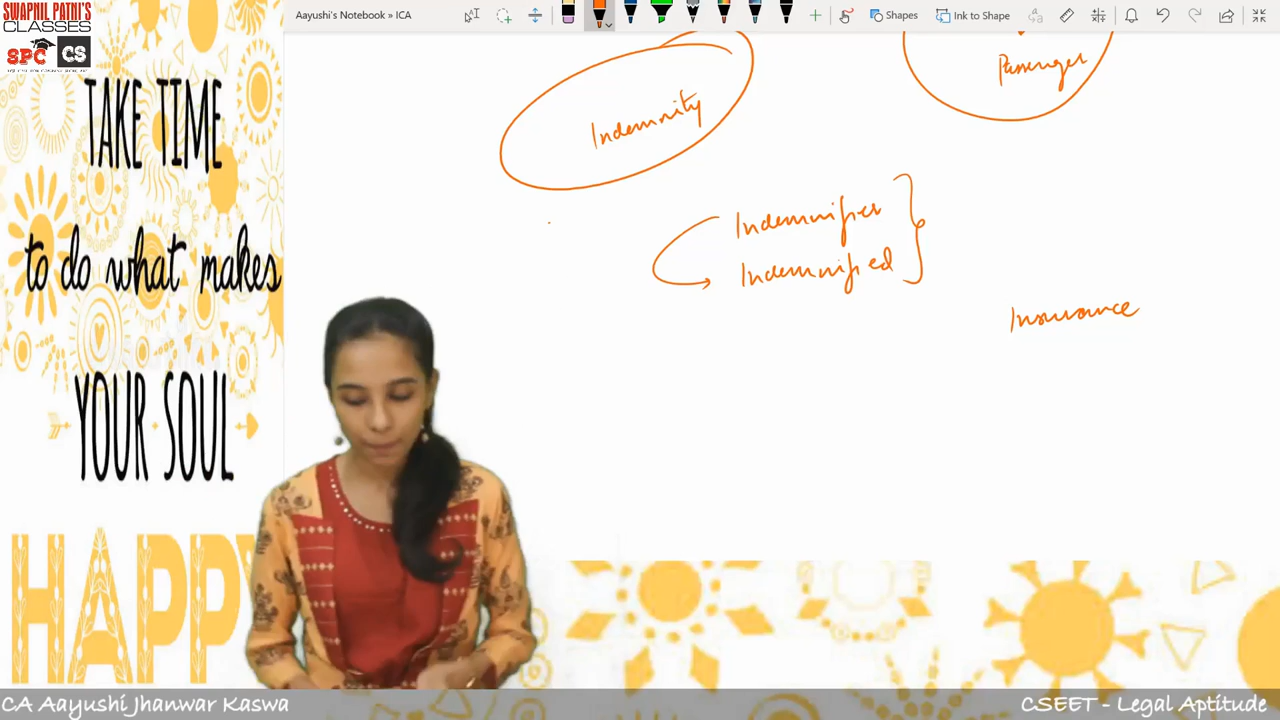 SWAPNIL PATNI'S
CLASSES
SPC CS
Aayushi's Notebook » ICA
Shapes
Ink to Shape
TAKE TIME
to do what makes
YOUR SOUL
HAPPY
Passenger
Indemnity
Indemnifier
Indemnified
Insurance
CA Aayushi Jhanwar Kaswa
CSEET - Legal Aptitude